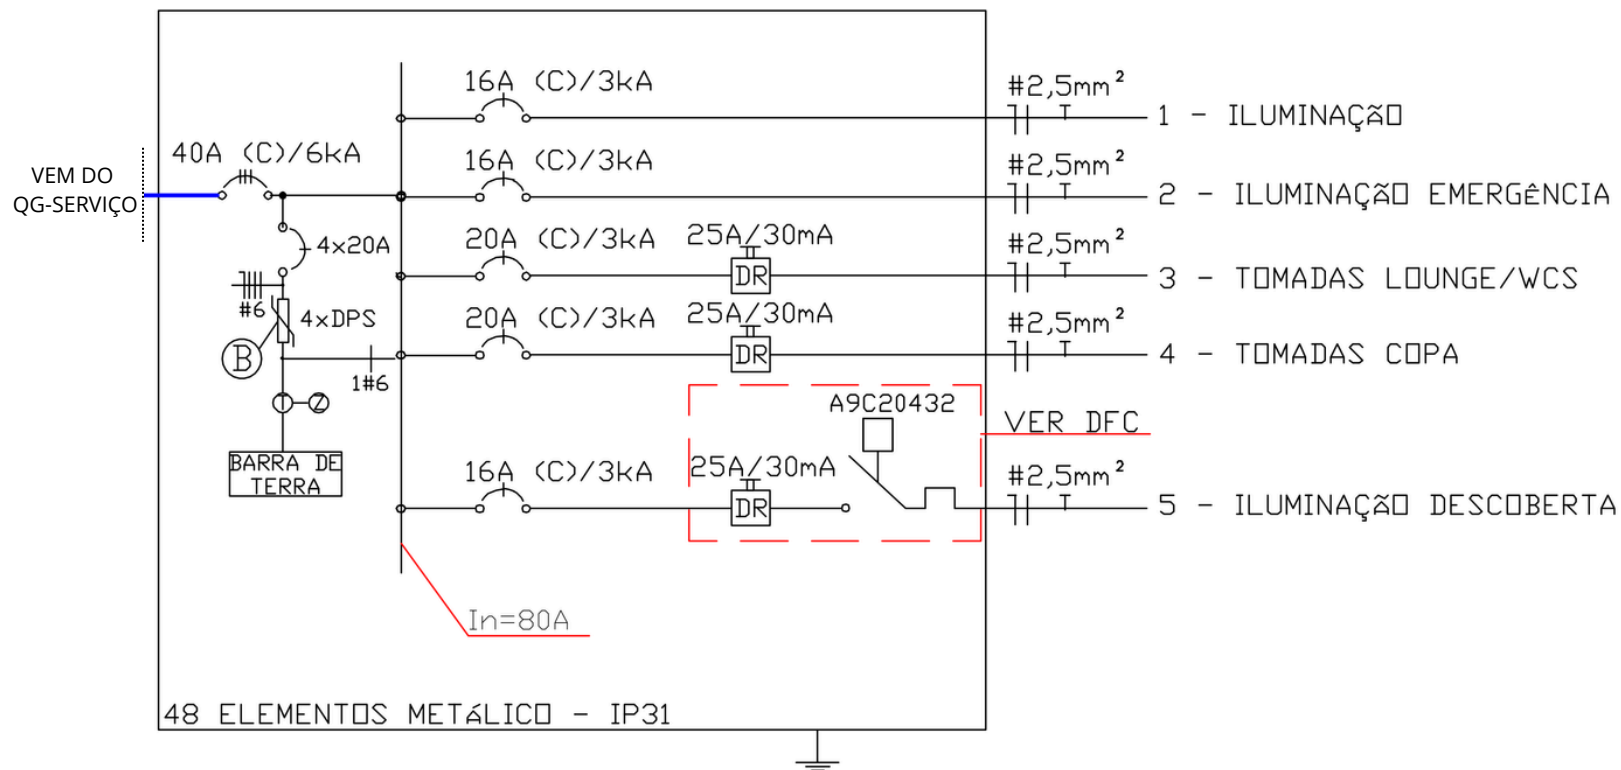 16A (C)/3kA
#2,5mm²
1 - ILUMINAÇÃO
40A (C)/6kA
VEM DO
QG-SERVIÇO
16A (C)/3kA
#2,5mm²
2 - ILUMINAÇÃO EMERGÊNCIA
4x20A
20A (C)/3kA
25A/30mA
DR
#2,5mm²
3 - TOMADAS LOUNGE/WCS
#6
4xDPS
B
1#6
20A (C)/3kA
25A/30mA
DR
#2,5mm²
4 - TOMADAS COPA
T
Z
BARRA DE
TERRA
A9C20432
VER DFC
16A (C)/3kA
25A/30mA
DR
#2,5mm²
5 - ILUMINAÇÃO DESCOBERTA
In=80A
48 ELEMENTOS METáLICO - IP31